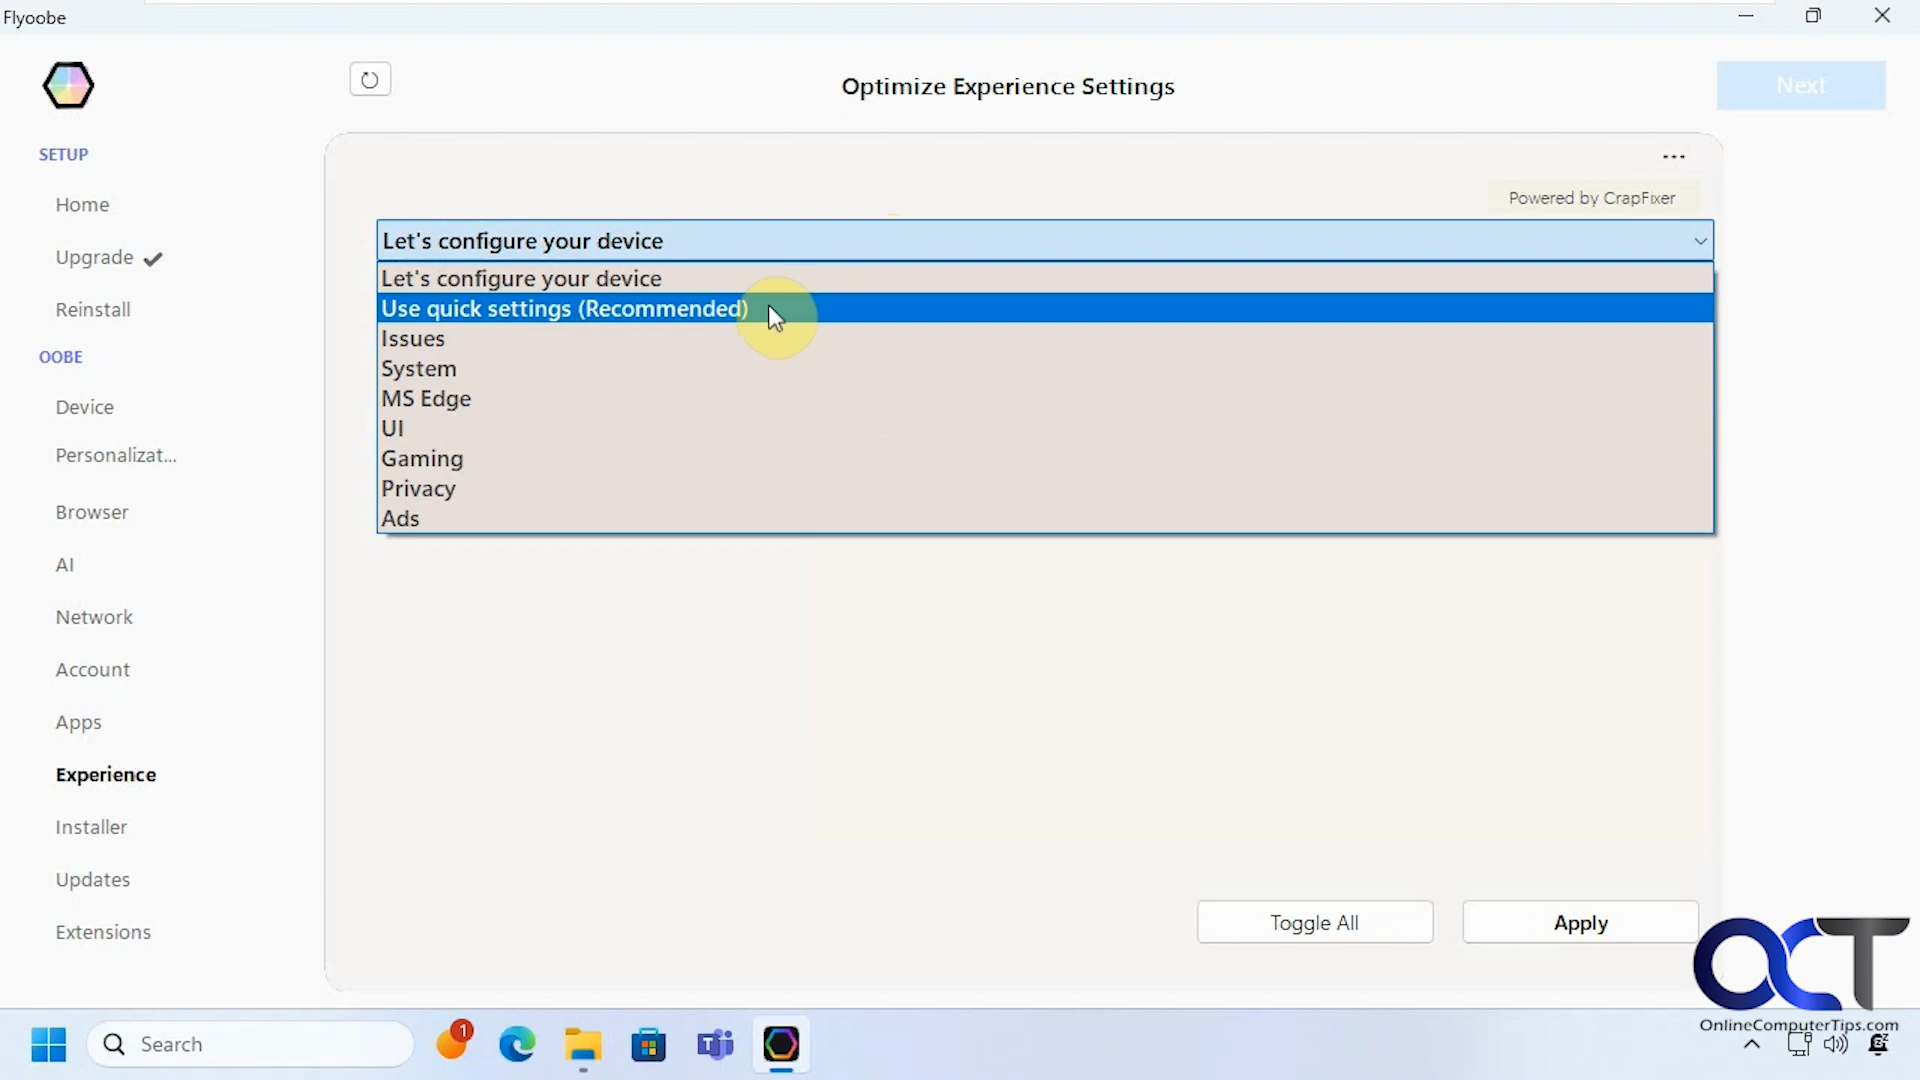 Flyoobe
Optimize Experience Settings
Next
SETUP
Home
Upgrade
Reinstall
OOBE
Device
Personalizat...
Browser
AI
Network
Account
Apps
Experience
Installer
Updates
Extensions
...
Powered by CrapFixer
Let's configure your device
Let's configure your device
Use quick settings (Recommended)
Issues
System
MS Edge
UI
Gaming
Privacy
Ads
Toggle All
Apply
OCT
OnlineComputerTips.com
Search
1